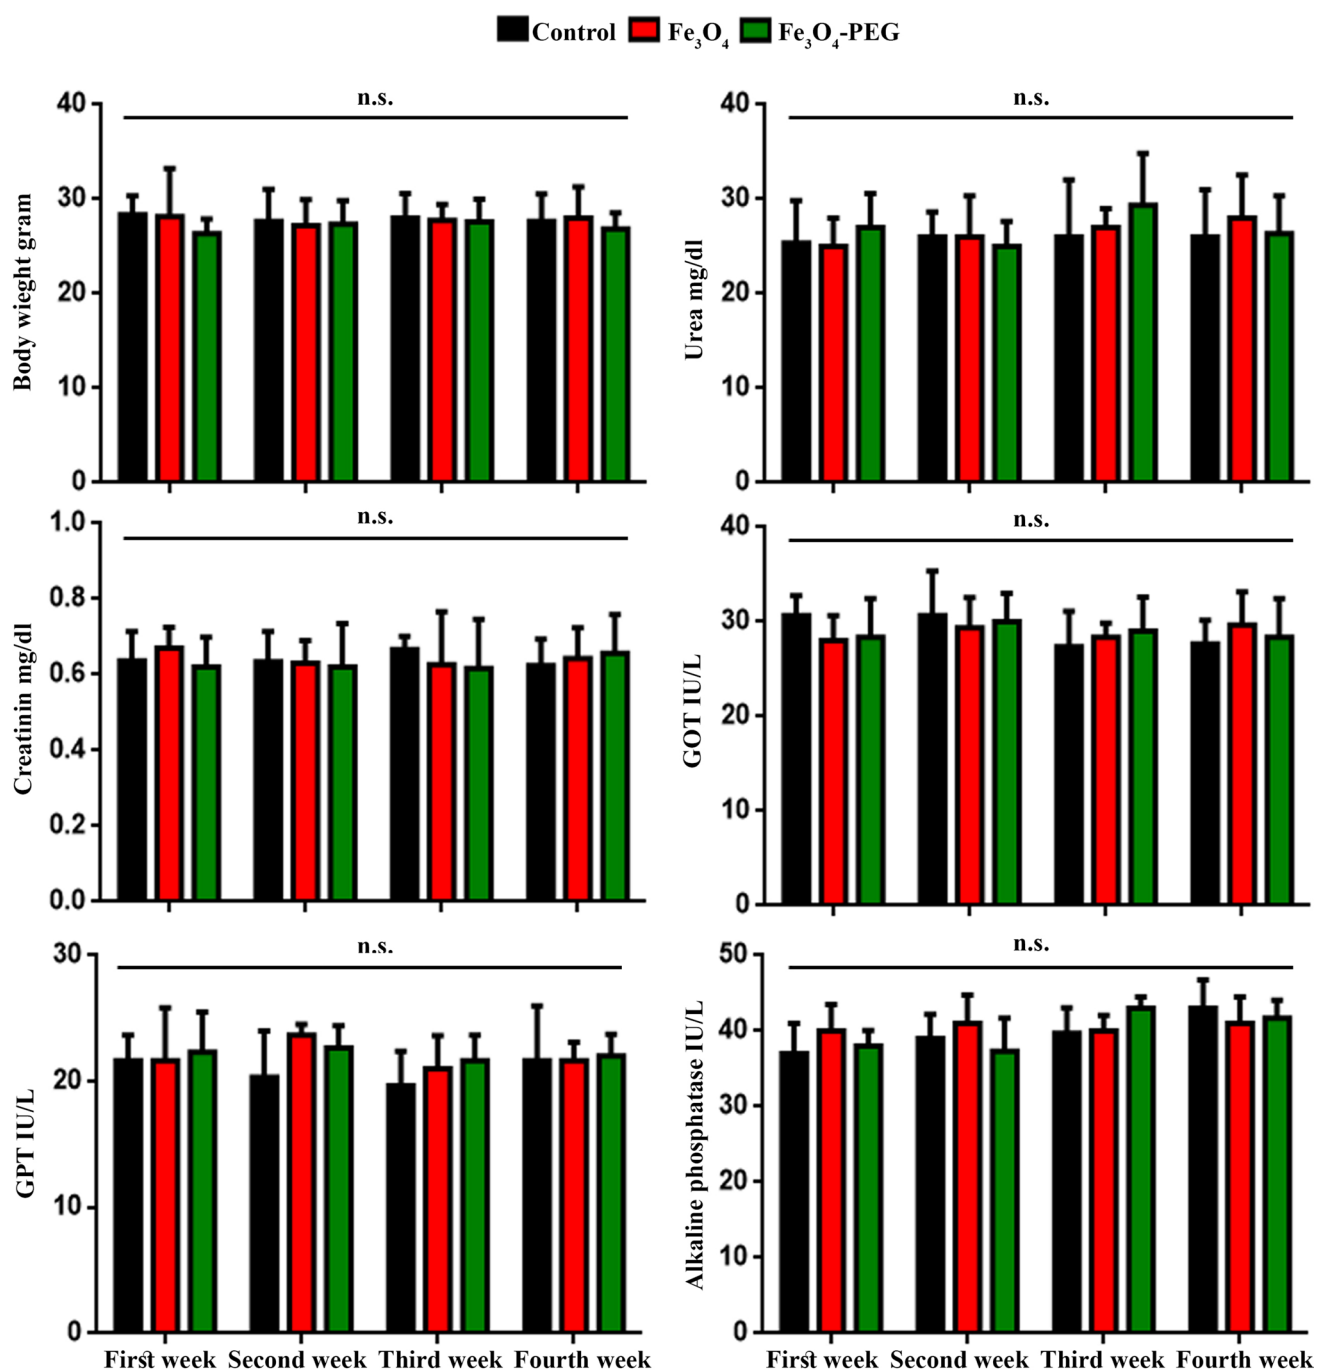 Control Fe₃O₄ Fe₃O₄-PEG
n.s.
40
30
20
10
0
Body wieght gram
n.s.
40
30
20
10
0
Urea mg/dl
n.s.
1.0
0.8
0.6
0.4
0.2
0.0
Creatinin mg/dl
n.s.
40
30
20
10
0
GOT IU/L
n.s.
30
20
10
0
GPT IU/L
First week Second week Third week Fourth week
n.s.
50
40
30
20
10
0
Alkaline phosphatase IU/L
First week Second week Third week Fourth week